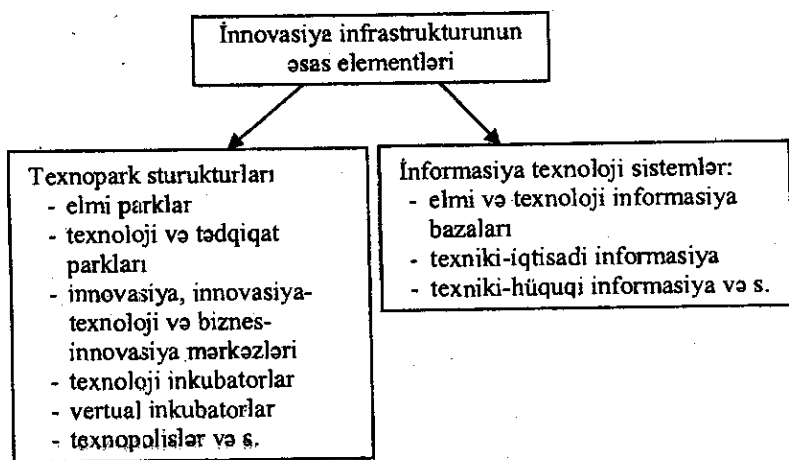 İnnovasiya infrastrukturunun
əsas elementləri
Texnopark sturukturları
- elmi parklar
- texnoloji və tədqiqat
parkları
- innovasiya, innovasiya-
texnoloji və biznes-
innovasiya mərkəzləri
- texnoloji inkubatorlar
- vertual inkubatorlar
- texnopolislər və s.
İnformasiya texnoloji sistemlər:
- elmi və texnoloji informasiya
bazaları
- texniki-iqtisadi informasiya
- texniki-hüquqi informasiya və s.